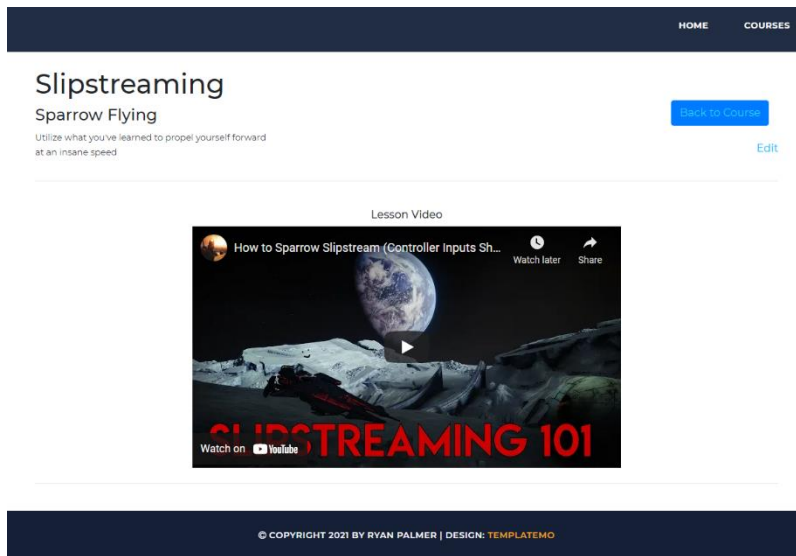 HOME COURSES
Slipstreaming
Sparrow Flying
Back to Course
Utilize what you've learned to propel yourself forward
at an insane speed
Edit
Lesson Video
How to Sparrow Slipstream (Controller Inputs Sh...
Watch later Share
SLIPSTREAMING 101
Watch on YouTube
© COPYRIGHT 2021 BY RYAN PALMER | DESIGN: TEMPLATEMO